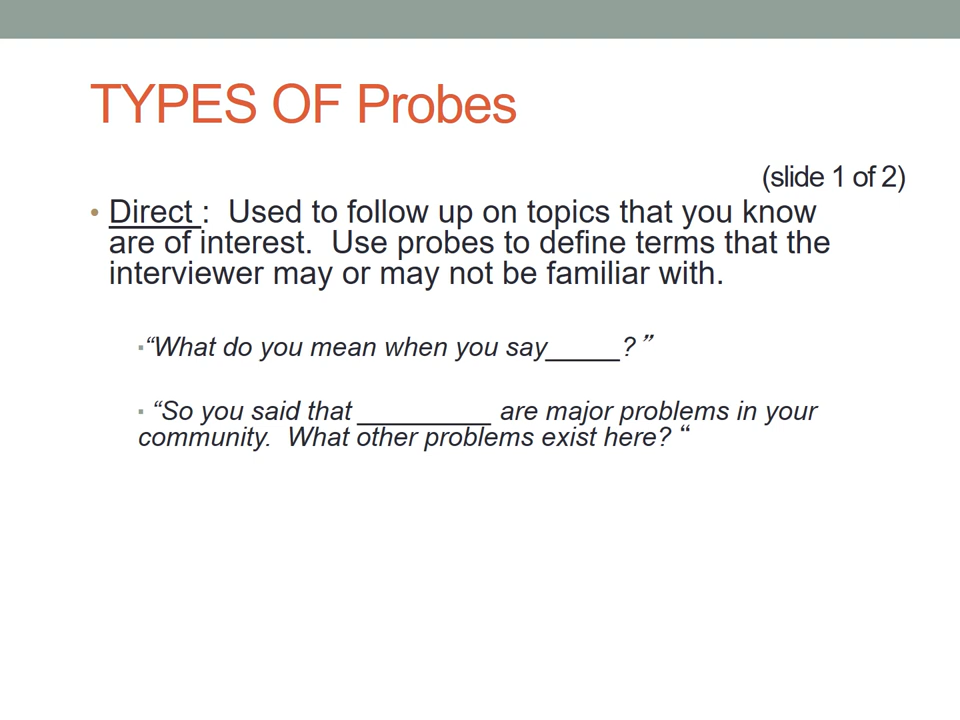 TYPES OF Probes
(slide 1 of 2)
• Direct :  Used to follow up on topics that you know
are of interest.  Use probes to define terms that the
interviewer may or may not be familiar with.
▪“What do you mean when you say_____?”
▪ “So you said that _________ are major problems in your
community.  What other problems exist here? “